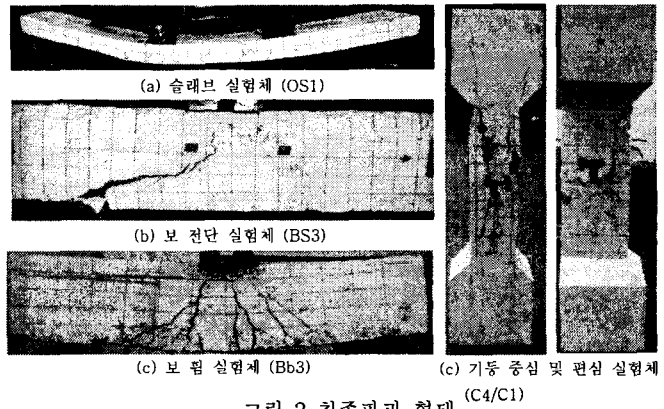 (a) 슬래브 실험체 (OS1)
(b) 보 전단 실험체 (BS3)
(c) 보 휨 실험체 (Bb3)
(c) 기둥 중심 및 편심 실험체
(C4/C1)
그림 2 최종파괴 형태